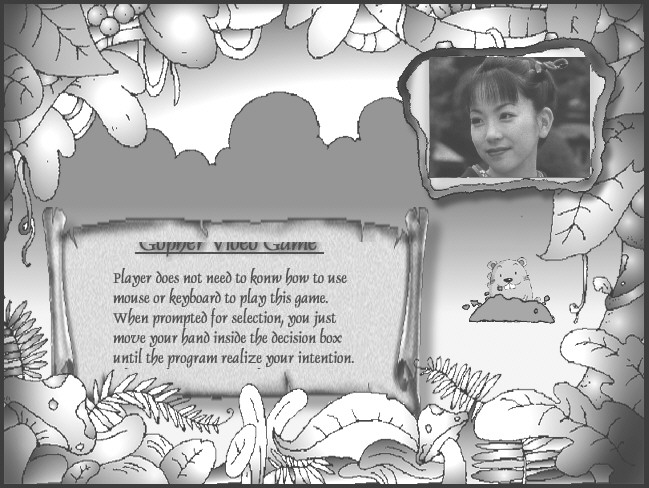 Gopher Video Game
Player does not need to konw how to use
mouse or keyboard to play this game.
When prompted for selection, you just
move your hand inside the decision box
until the program realize your intention.